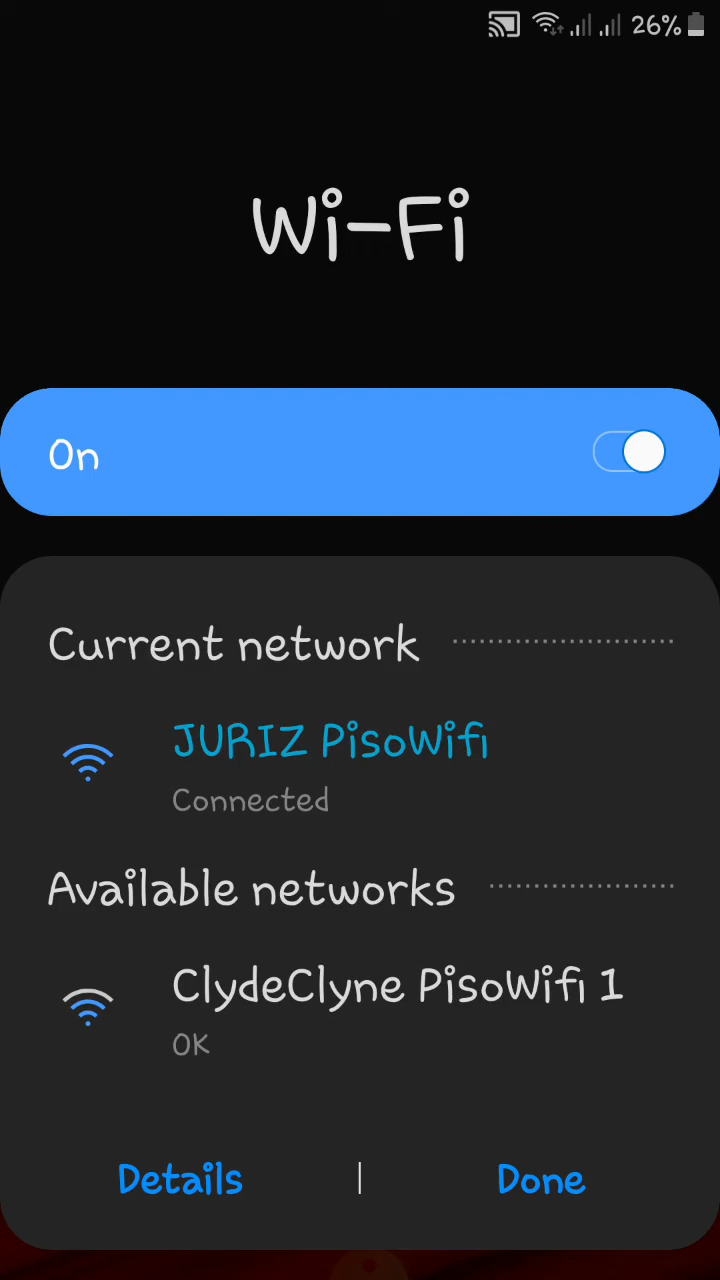 26%
Wi-Fi
On
Current network
JURIZ PisoWifi
Connected
Available networks
ClydeClyne PisoWifi 1
OK
Details | Done